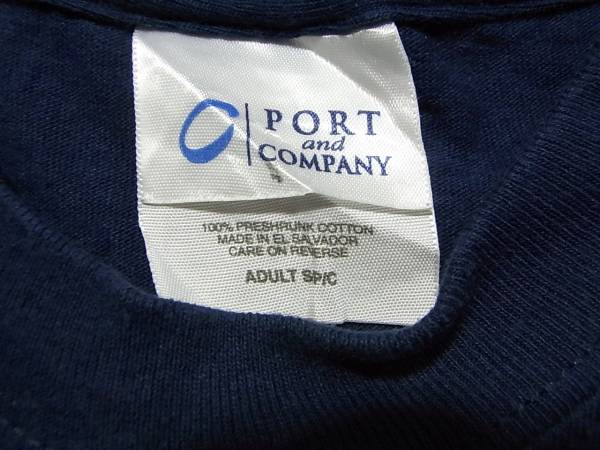 PORT
and
COMPANY
100% PRESHRUNK COTTON
MADE IN EL SALVADOR
CARE ON REVERSE
ADULT SP/C